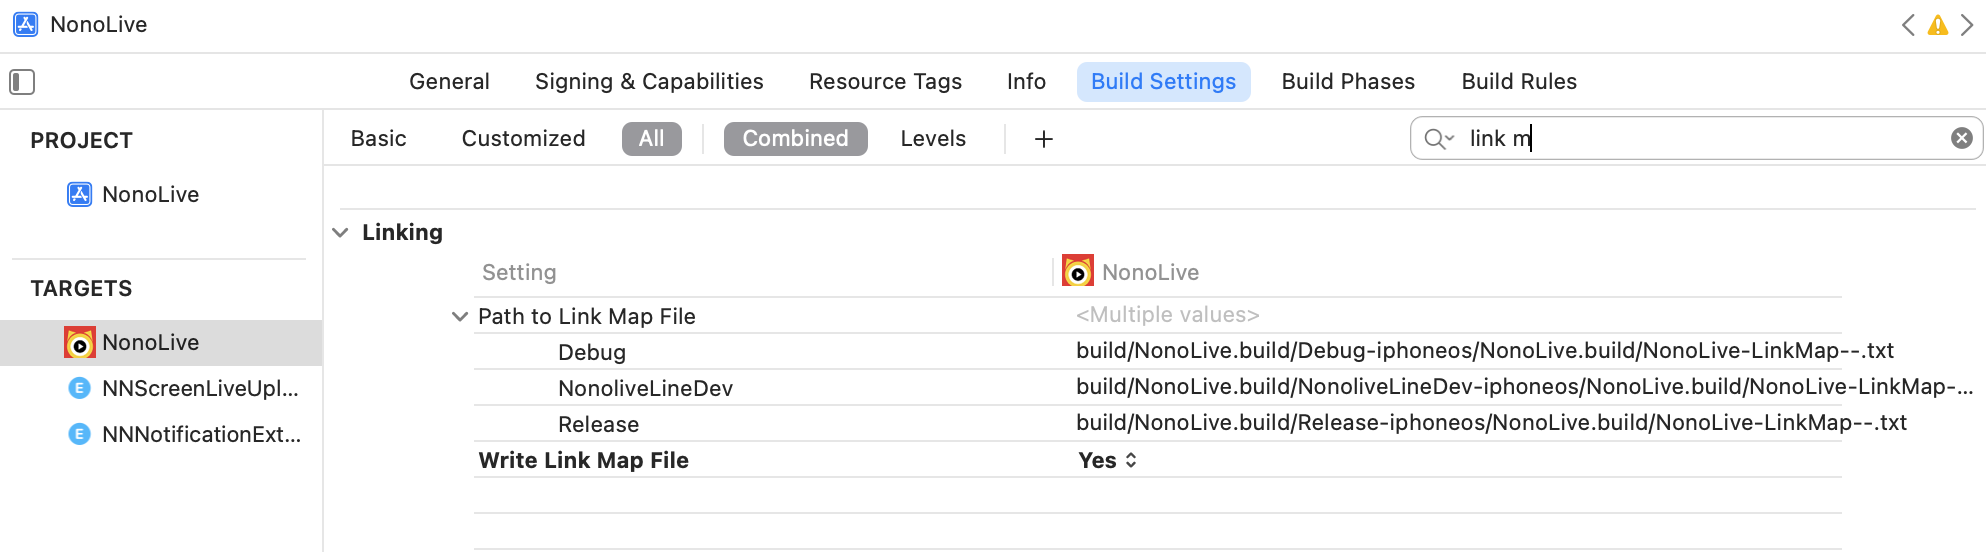 NonoLive
General Signing & Capabilities Resource Tags Info Build Settings Build Phases Build Rules
PROJECT
NonoLive
TARGETS
NonoLive
E NNScreenLiveUpl...
E NNNotificationExt...
Basic Customized All Combined Levels + link m
Linking
Setting NonoLive
Path to Link Map File <Multiple values>
Debug build/NonoLive.build/Debug-iphoneos/NonoLive.build/NonoLive-LinkMap--.txt
NonoliveLineDev build/NonoLive.build/NonoliveLineDev-iphoneos/NonoLive.build/NonoLive-LinkMap-...
Release build/NonoLive.build/Release-iphoneos/NonoLive.build/NonoLive-LinkMap--.txt
Write Link Map File Yes